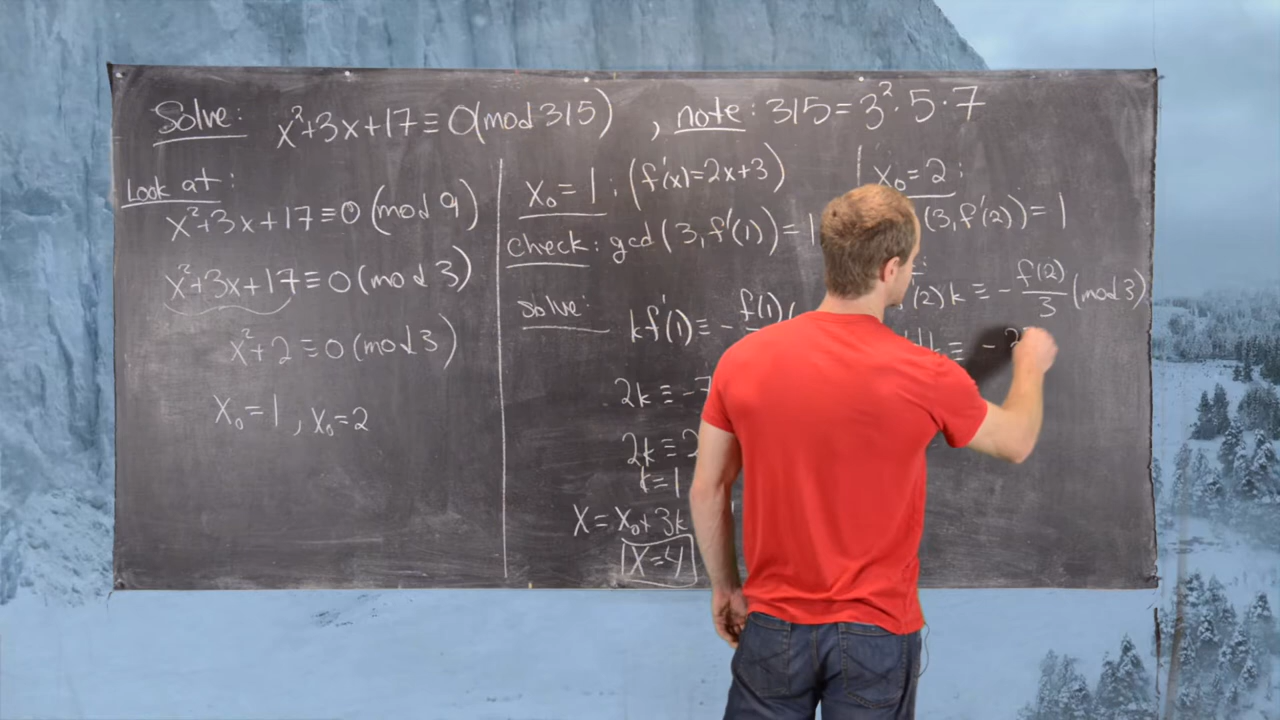 Solve: x²+3x+17≡0(mod 315), note: 315=3²·5·7
Look at:
x²+3x+17≡0(mod 9)
x²+3x+17≡0(mod 3)
x²+2≡0(mod 3)
x₀=1, x₀=2
x₀=1: (f'(x)=2x+3)
check: gcd(3,f'(1))=1
solve:
kf'(1)≡-f(1)
2k≡-7
2k≡2
k=1
X=x₀+3k
X=4
x₀=2:
(3,f'(2))=1
'(2)k≡-f(2)/3(mod 3)
k≡-2